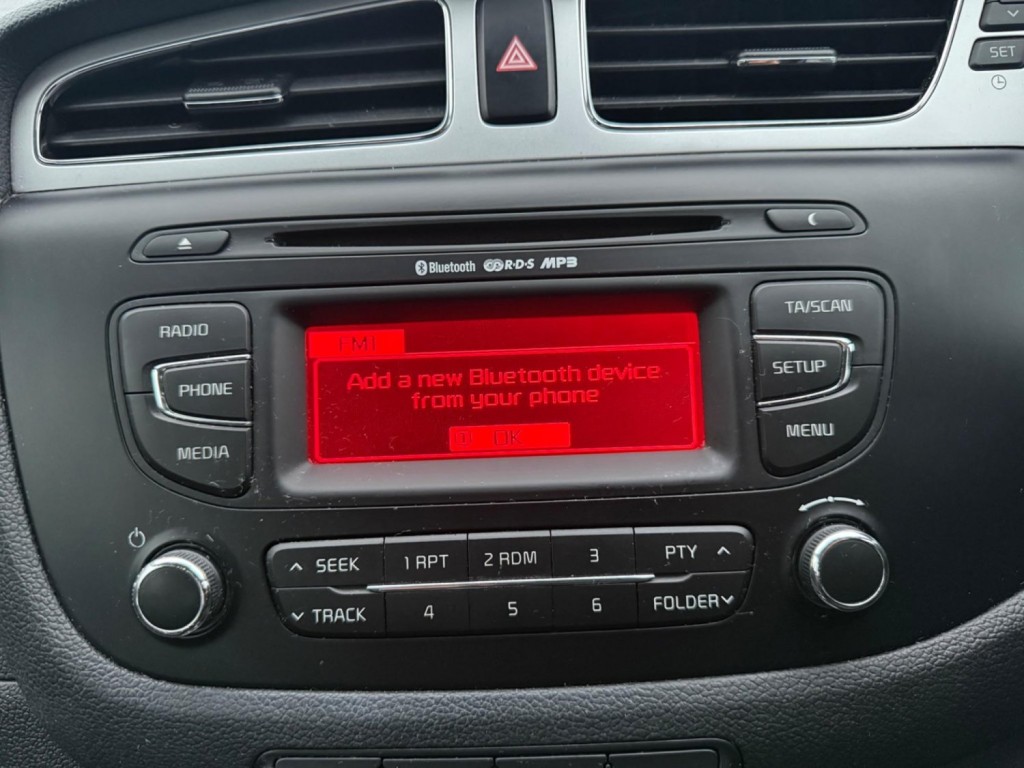 SET
Bluetooth R·D·S MP3
RADIO
PHONE
MEDIA
FM1
Add a new Bluetooth device
from your phone
1 OK
TA/SCAN
SETUP
MENU
SEEK 1 RPT 2 RDM 3 PTY
TRACK 4 5 6 FOLDER